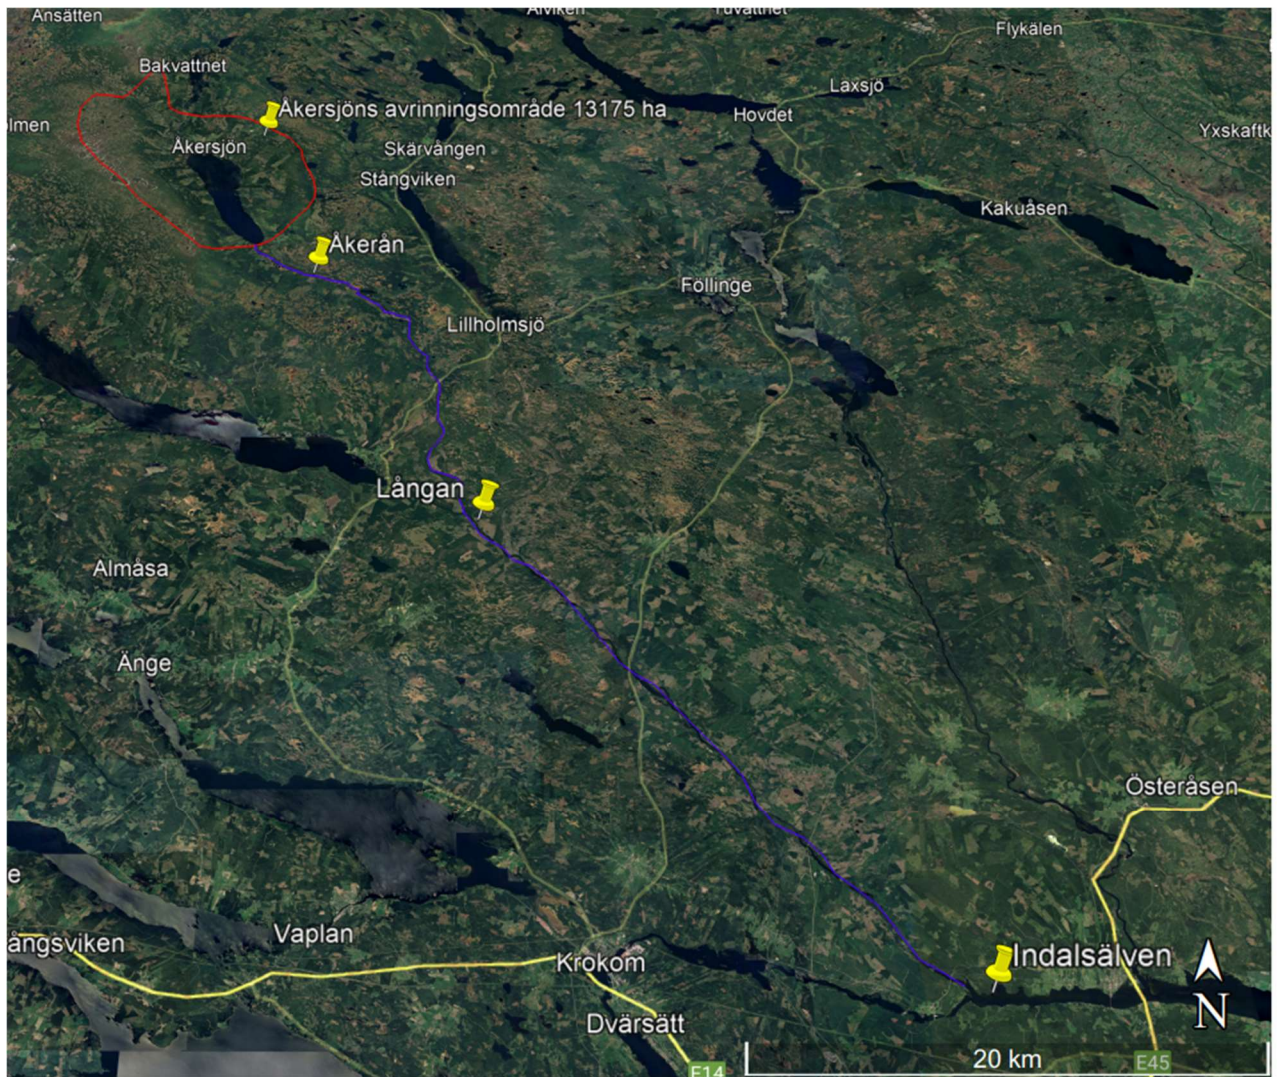 Ansätten
Flykälen
Bakvattnet
Laxsjö
Åkersjöns avrinningsområde 13175 ha
Hovdet
Åkersjön
Skärvången
Stångviken
Kakuåsen
Åkerån
Föllinge
Lillholmsjö
Långan
Almåsa
Änge
Österåsen
Vaplan
Krokom
Indalsälven
N
Dvärsätt
20 km
E45
E14